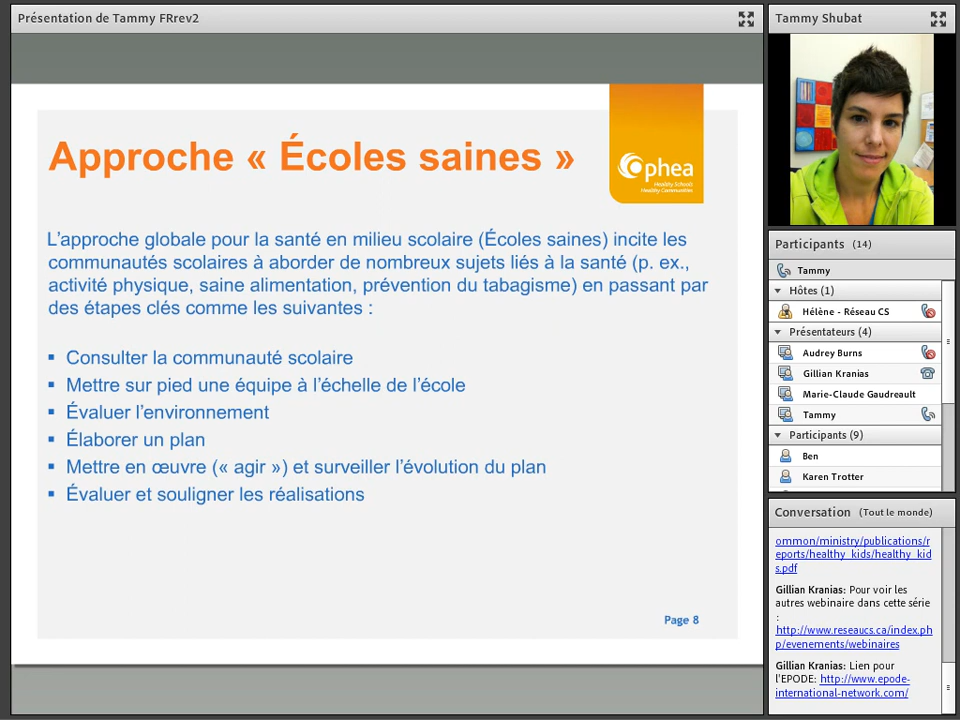 Présentation de Tammy FRrev2
Approche « Écoles saines »
Ophea
Healthy Schools
Healthy Communities
L'approche globale pour la santé en milieu scolaire (Écoles saines) incite les
communautés scolaires à aborder de nombreux sujets liés à la santé (p. ex.,
activité physique, saine alimentation, prévention du tabagisme) en passant par
des étapes clés comme les suivantes :
▪ Consulter la communauté scolaire
▪ Mettre sur pied une équipe à l'échelle de l'école
▪ Évaluer l'environnement
▪ Élaborer un plan
▪ Mettre en œuvre (« agir ») et surveiller l'évolution du plan
▪ Évaluer et souligner les réalisations
Page 8
Tammy Shubat
Participants (14)
Tammy
Hôtes (1)
Hélène - Réseau CS
Présentateurs (4)
Audrey Burns
Gillian Kranias
Marie-Claude Gaudreault
Tammy
Participants (9)
Ben
Karen Trotter
Conversation (Tout le monde)
ommon/ministry/publications/r
eports/healthy_kids/healthy_kid
s.pdf
Gillian Kranias: Pour voir les
autres webinaire dans cette série
:
http://www.reseaucs.ca/index.ph
p/evenements/webinaires
Gillian Kranias: Lien pour
l'EPODE: http://www.epode-
international-network.com/